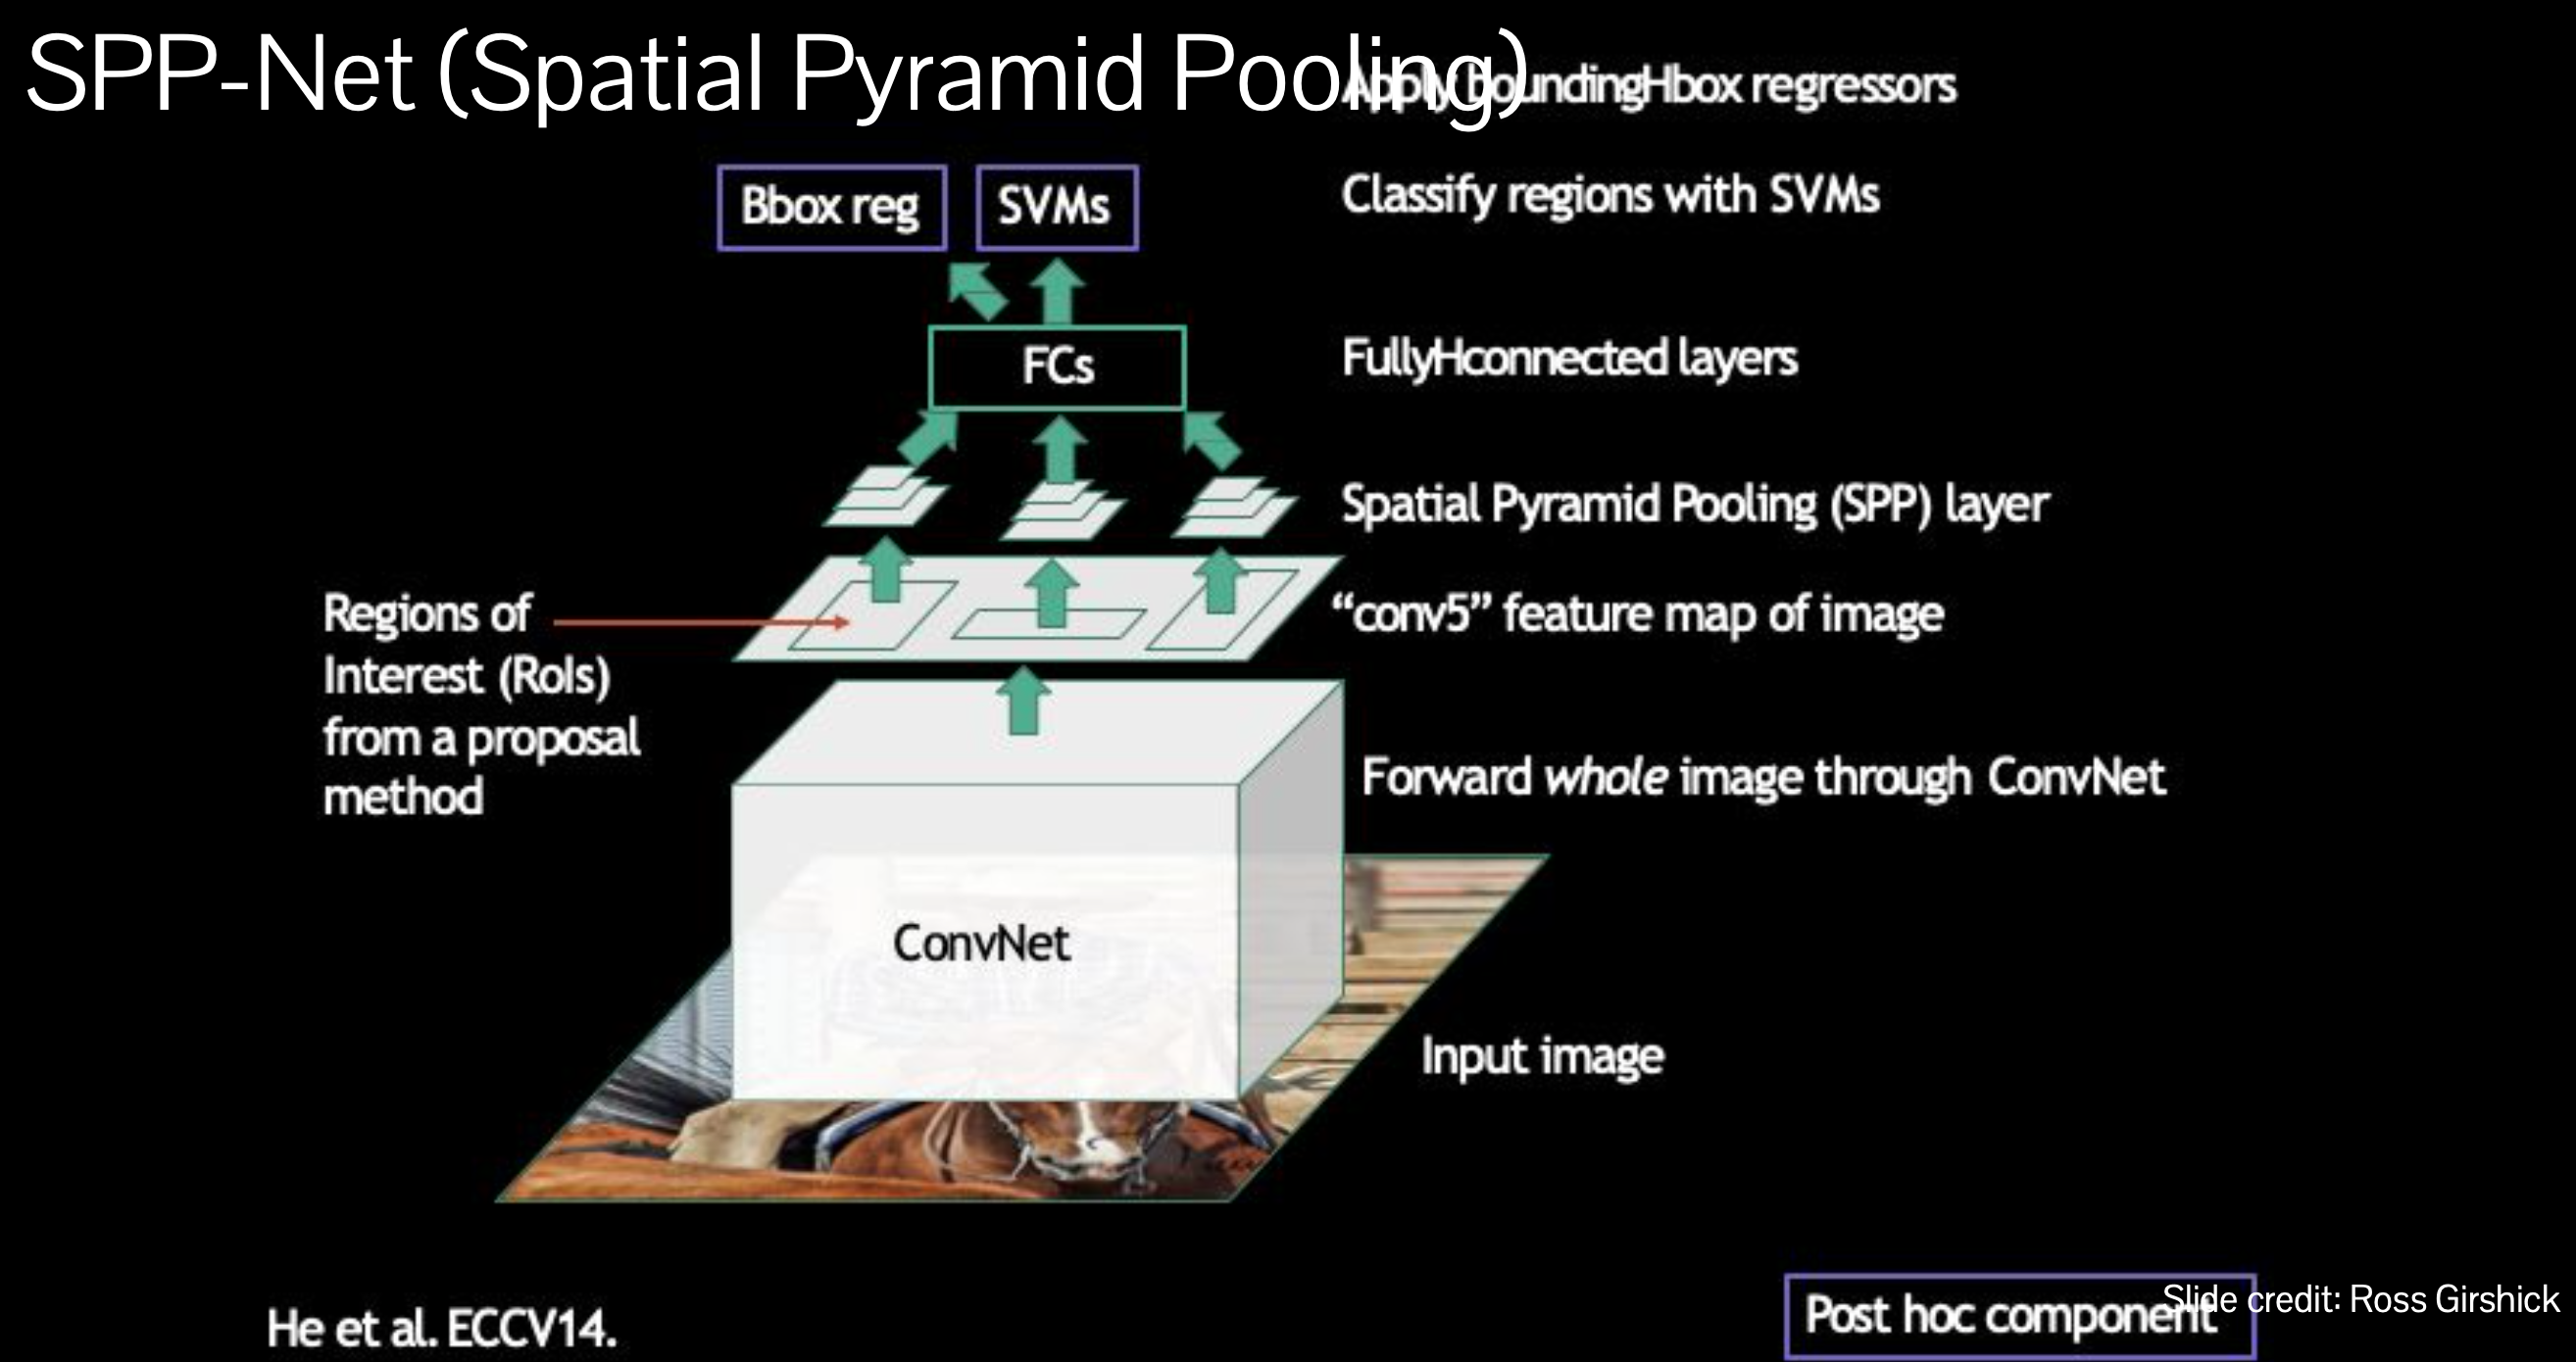 SPP-Net (Spatial Pyramid Pooling)
Apply boundingHbox regressors
Bbox reg
SVMs
Classify regions with SVMs
FCs
FullyHconnected layers
Spatial Pyramid Pooling (SPP) layer
Regions of
Interest (RoIs)
from a proposal
method
“conv5” feature map of image
Forward whole image through ConvNet
ConvNet
Input image
He et al. ECCV14.
Post hoc component
Slide credit: Ross Girshick